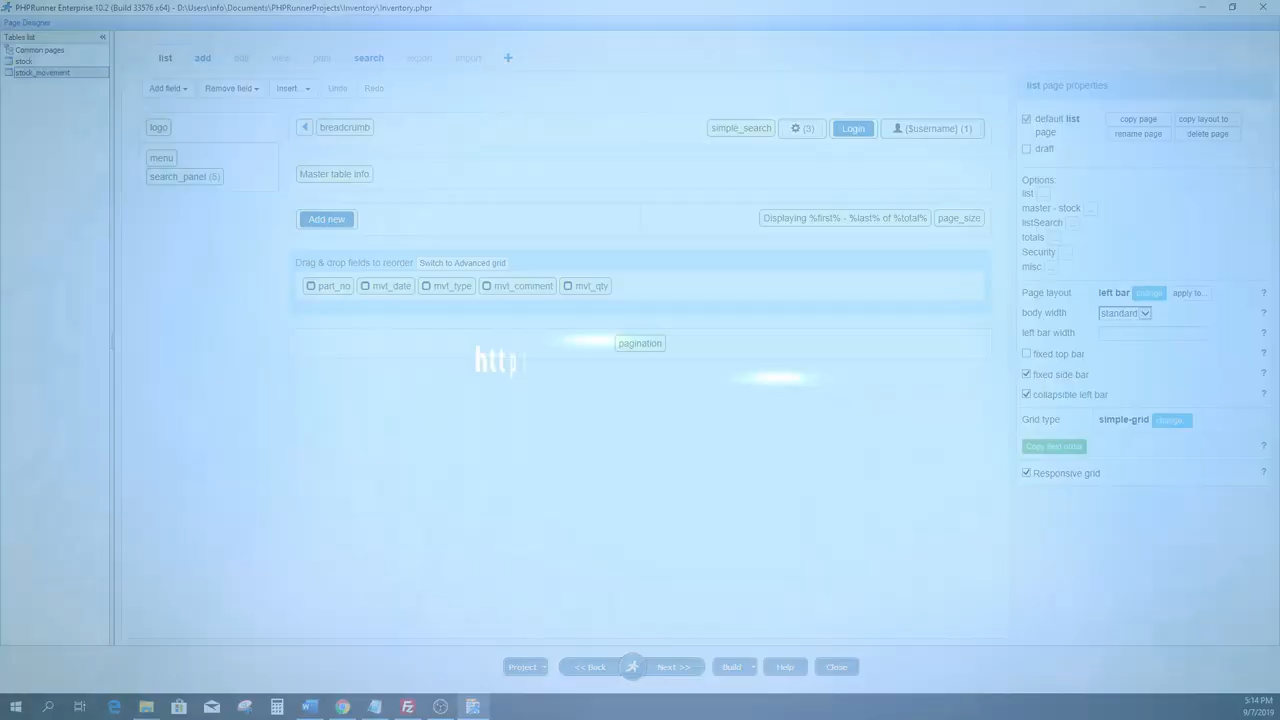 PHPRunner Enterprise 10.2 (Build 33576 x64) - D:\Users\info\Documents\PHPRunnerProjects\Inventory\Inventory.phpr
Page Designer
Tables list
Common pages
stock
stock_movement
list add edit view print search export import
Add field Remove field Insert... Undo Redo
logo
menu
search_panel (5)
breadcrumb simple_search (3) Login {$username} (1)
Master table info
Add new Displaying %first% - %last% of %total% page_size
Drag & drop fields to reorder Switch to Advanced grid
part_no mvt_date mvt_type mvt_comment mvt_qty
pagination
http
list page properties
default list page copy page copy layout to
rename page delete page
draft
Options:
list ...
master - stock ...
listSearch ...
totals ...
Security ...
misc ...
Page layout left bar change apply to... ?
body width standard ?
left bar width ?
fixed top bar ?
fixed side bar ?
collapsible left bar ?
Grid type simple-grid change ?
?
Responsive grid ?
Project << Back Next >> Build Help Close
5:14 PM
9/7/2019